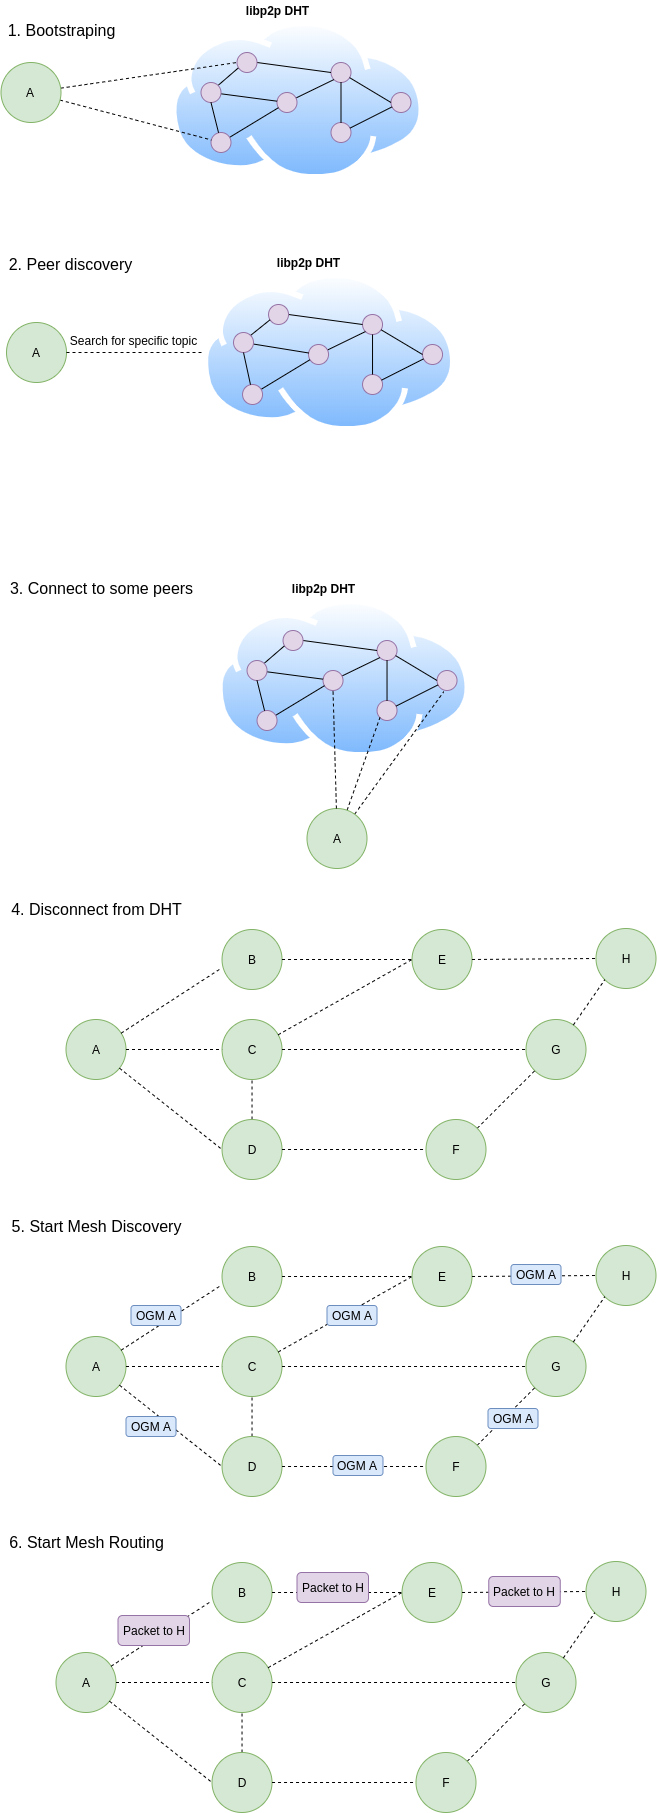 libp2p DHT
1. Bootstraping
A
libp2p DHT
2. Peer discovery
Search for specific topic
A
3. Connect to some peers
libp2p DHT
A
4. Disconnect from DHT
B
E
H
A
C
G
D
F
5. Start Mesh Discovery
B
E
OGM A
H
OGM A
OGM A
A
C
G
OGM A
OGM A
D
OGM A
F
6. Start Mesh Routing
B
Packet to H
E
Packet to H
H
Packet to H
A
C
G
D
F